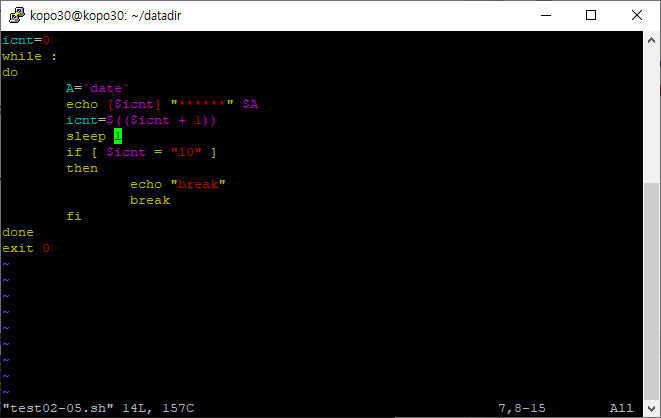 kopo30@kopo30: ~/datadir
icnt=0
while :
do
        A=`date`
        echo [$icnt] "******" $A
        icnt=$(($icnt + 1))
        sleep 1
        if [ $icnt = "10" ]
        then
                echo "break"
                break
        fi
done
exit 0
~
~
~
~
~
~
~
~
~
"test02-05.sh" 14L, 157C 7,8-15 All